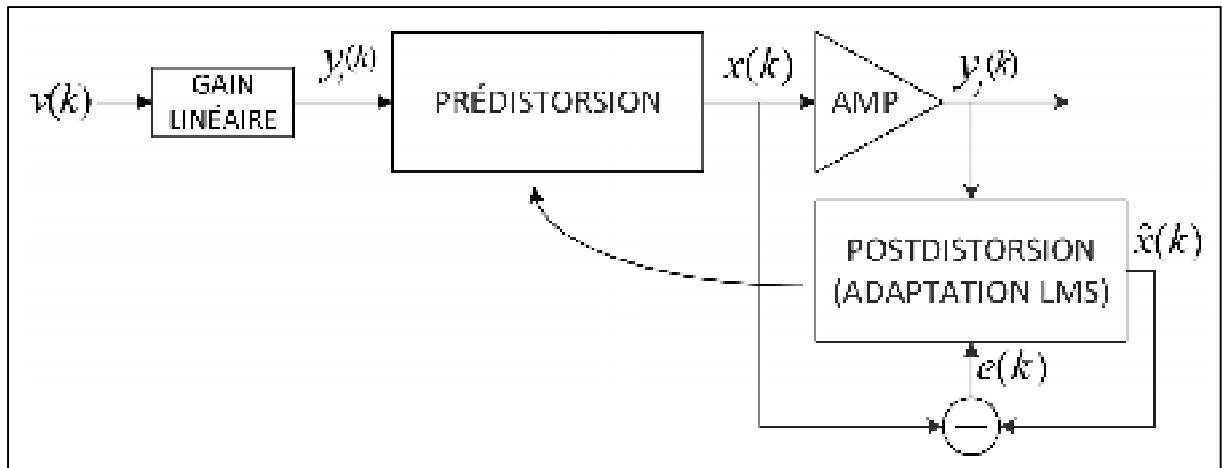 v(k)
GAIN
LINÉAIRE
y,(k)
PRÉDISTORSION
x(k)
AMP
y,(k)
POSTDISTORSION
(ADAPTATION LMS)
x̂(k)
e(k)